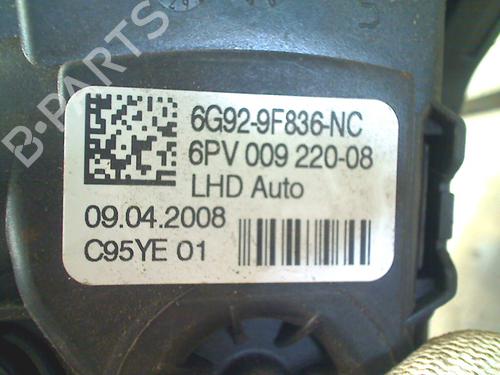 B-PARTS
6G92-9F836-NC
6PV 009 220-08
LHD Auto
09.04.2008
C95YE 01